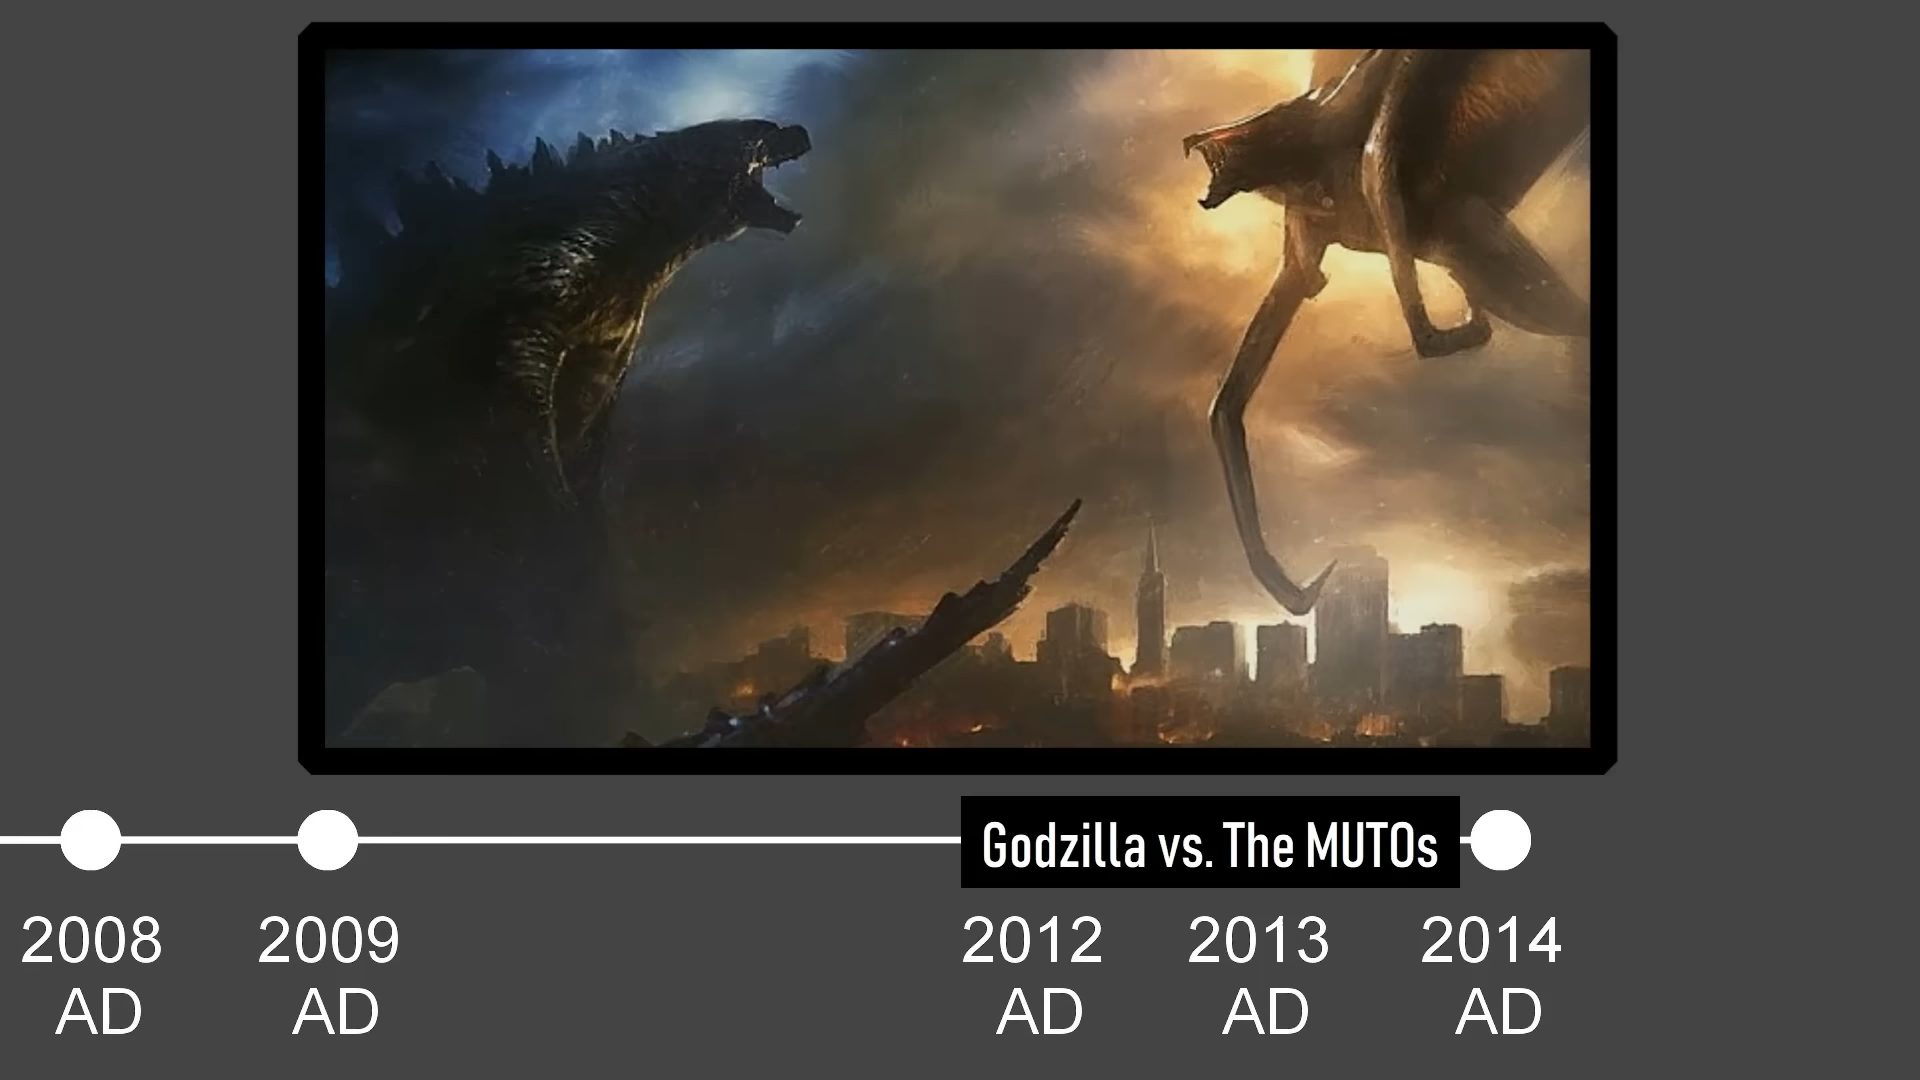 Godzilla vs. The MUTOs
2008 AD
2009 AD
2012 AD
2013 AD
2014 AD